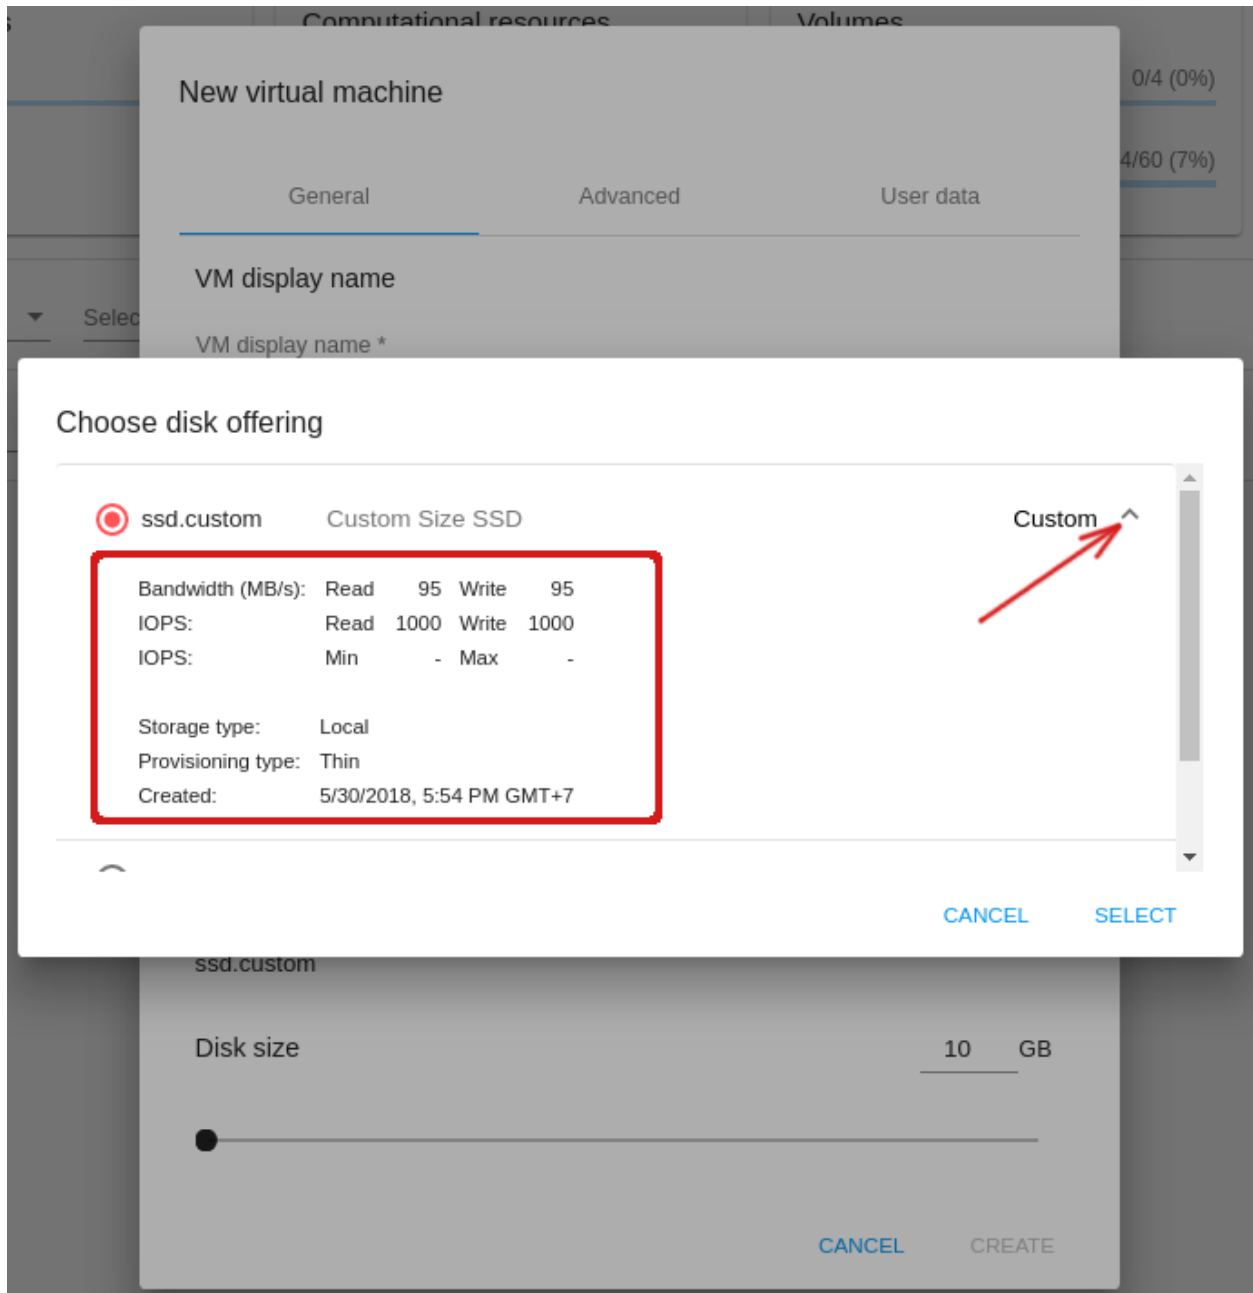 s Computational resources Volumes
0/4 (0%)
New virtual machine
4/60 (7%)
General Advanced User data
VM display name
Selec
VM display name *
Choose disk offering
ssd.custom Custom Size SSD Custom
Bandwidth (MB/s): Read 95 Write 95
IOPS: Read 1000 Write 1000
IOPS: Min - Max -
Storage type: Local
Provisioning type: Thin
Created: 5/30/2018, 5:54 PM GMT+7
CANCEL SELECT
ssd.custom
Disk size 10 GB
CANCEL CREATE